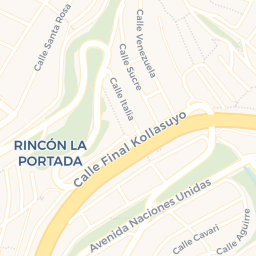 Calle Santa Rosa
Calle Venezuela
Calle Sucre
Calle Italia
RINCÓN LA
PORTADA
Calle Final Kollasuyo
Avenida Naciones Unidas
Calle Cavari
Calle Aguirre